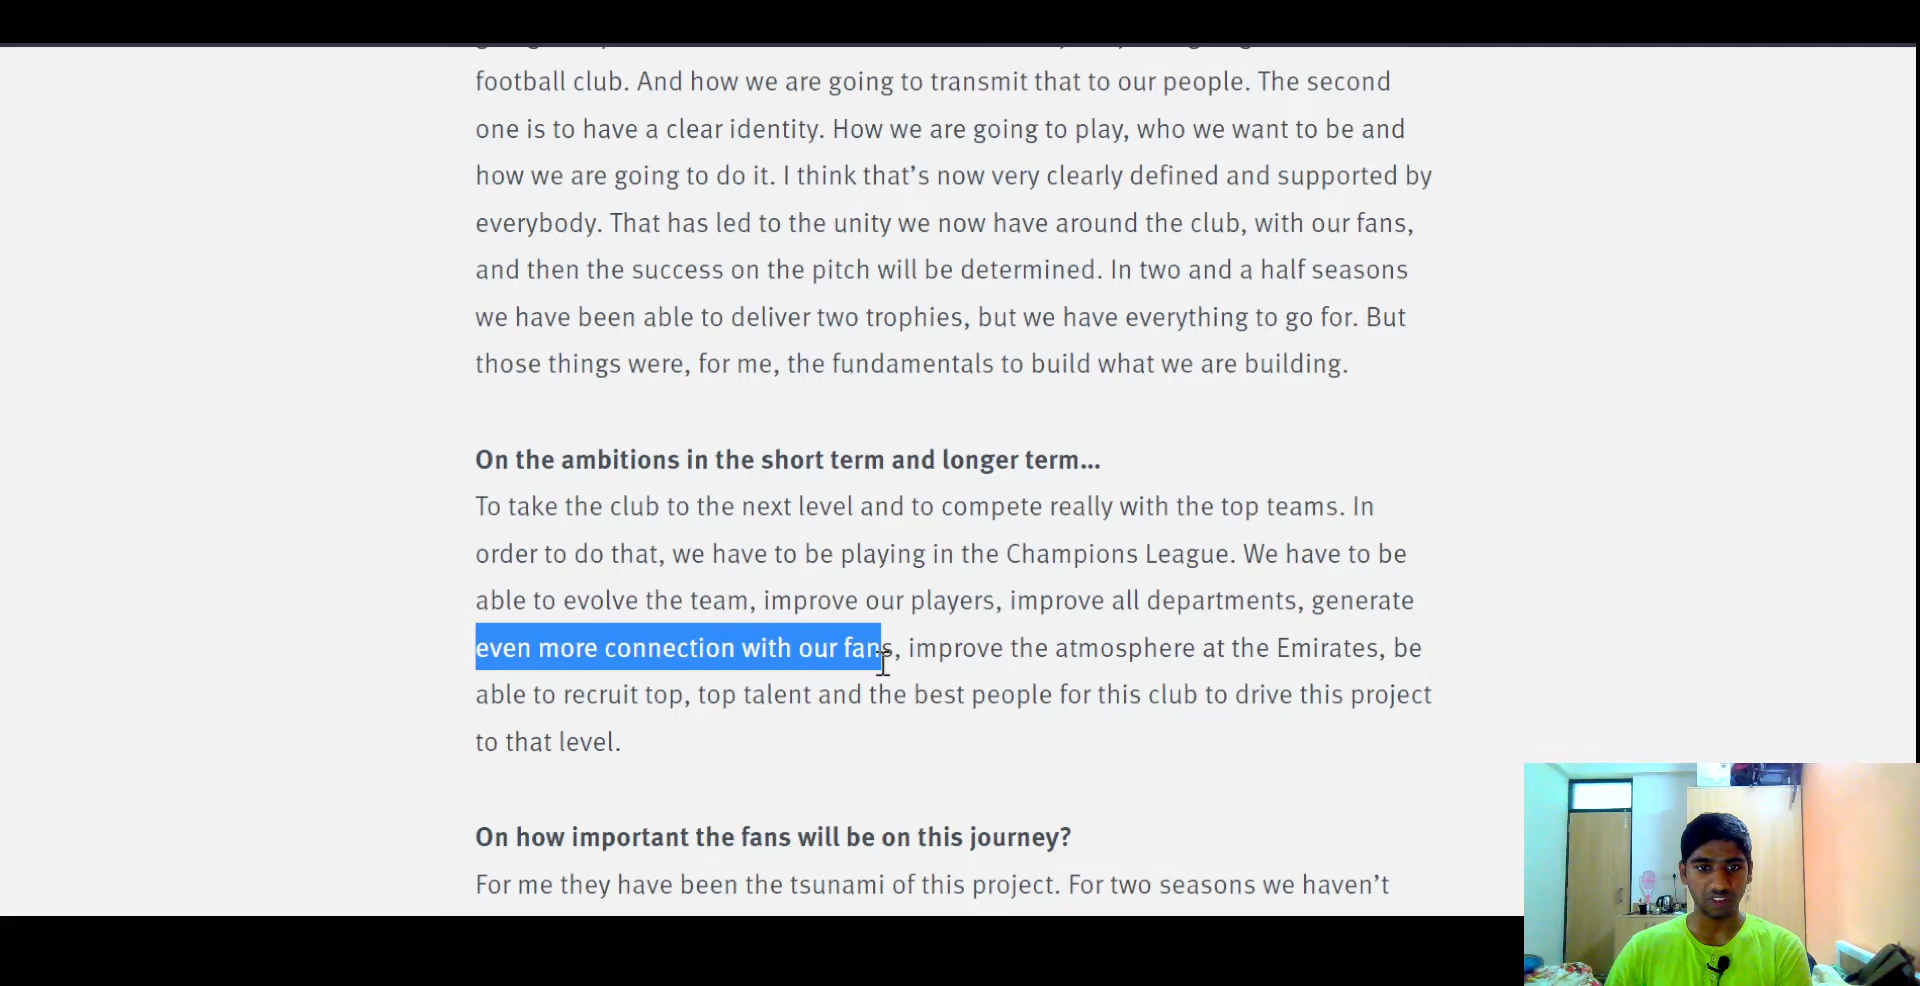 football club. And how we are going to transmit that to our people. The second
one is to have a clear identity. How we are going to play, who we want to be and
how we are going to do it. I think that’s now very clearly defined and supported by
everybody. That has led to the unity we now have around the club, with our fans,
and then the success on the pitch will be determined. In two and a half seasons
we have been able to deliver two trophies, but we have everything to go for. But
those things were, for me, the fundamentals to build what we are building.
On the ambitions in the short term and longer term…
To take the club to the next level and to compete really with the top teams. In
order to do that, we have to be playing in the Champions League. We have to be
able to evolve the team, improve our players, improve all departments, generate
even more connection with our fans, improve the atmosphere at the Emirates, be
able to recruit top, top talent and the best people for this club to drive this project
to that level.
On how important the fans will be on this journey?
For me they have been the tsunami of this project. For two seasons we haven’t